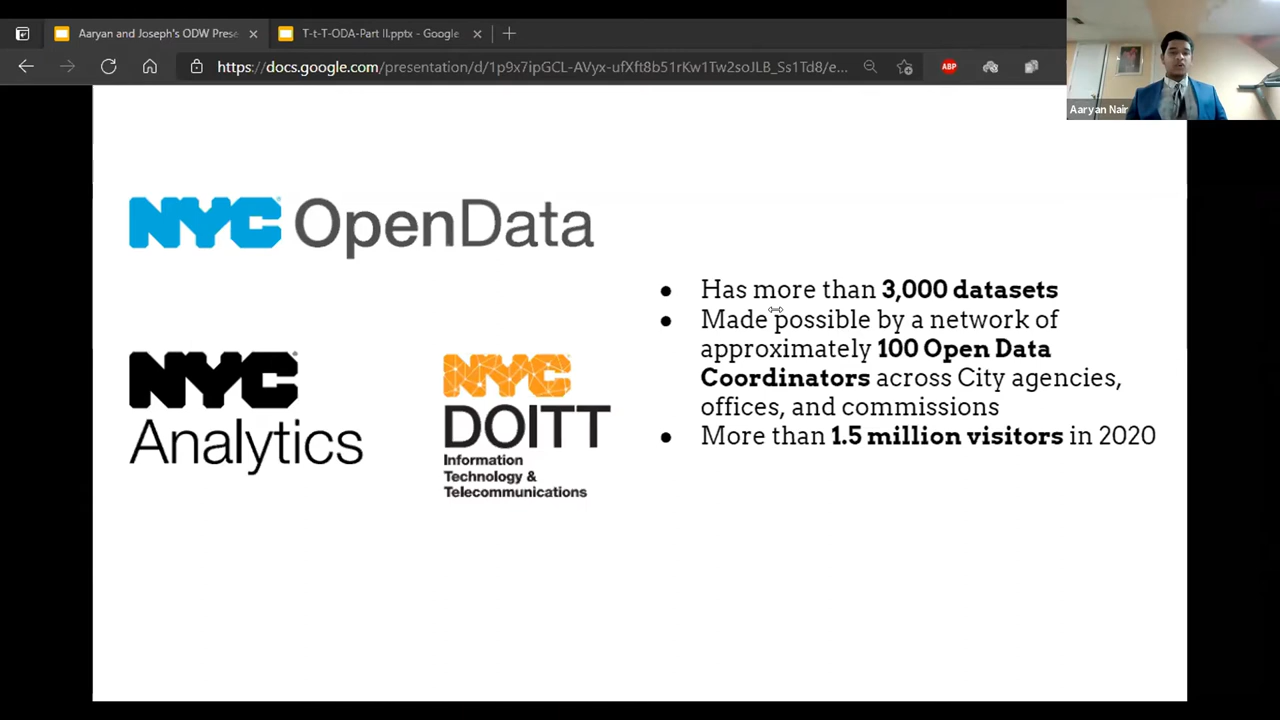 Aaryan and Joseph's ODW Prese
T-t-T-ODA-Part II.pptx - Google
https://docs.google.com/presentation/d/1p9x7ipGCL-AVyx-ufXft8b51rKw1Tw2soJLB_Ss1Td8/e...
ABP
Aaryan Nair
NYC OpenData
NYC
Analytics
NYC
DOITT
Information
Technology &
Telecommunications
• Has more than 3,000 datasets
• Made possible by a network of
approximately 100 Open Data
Coordinators across City agencies,
offices, and commissions
• More than 1.5 million visitors in 2020